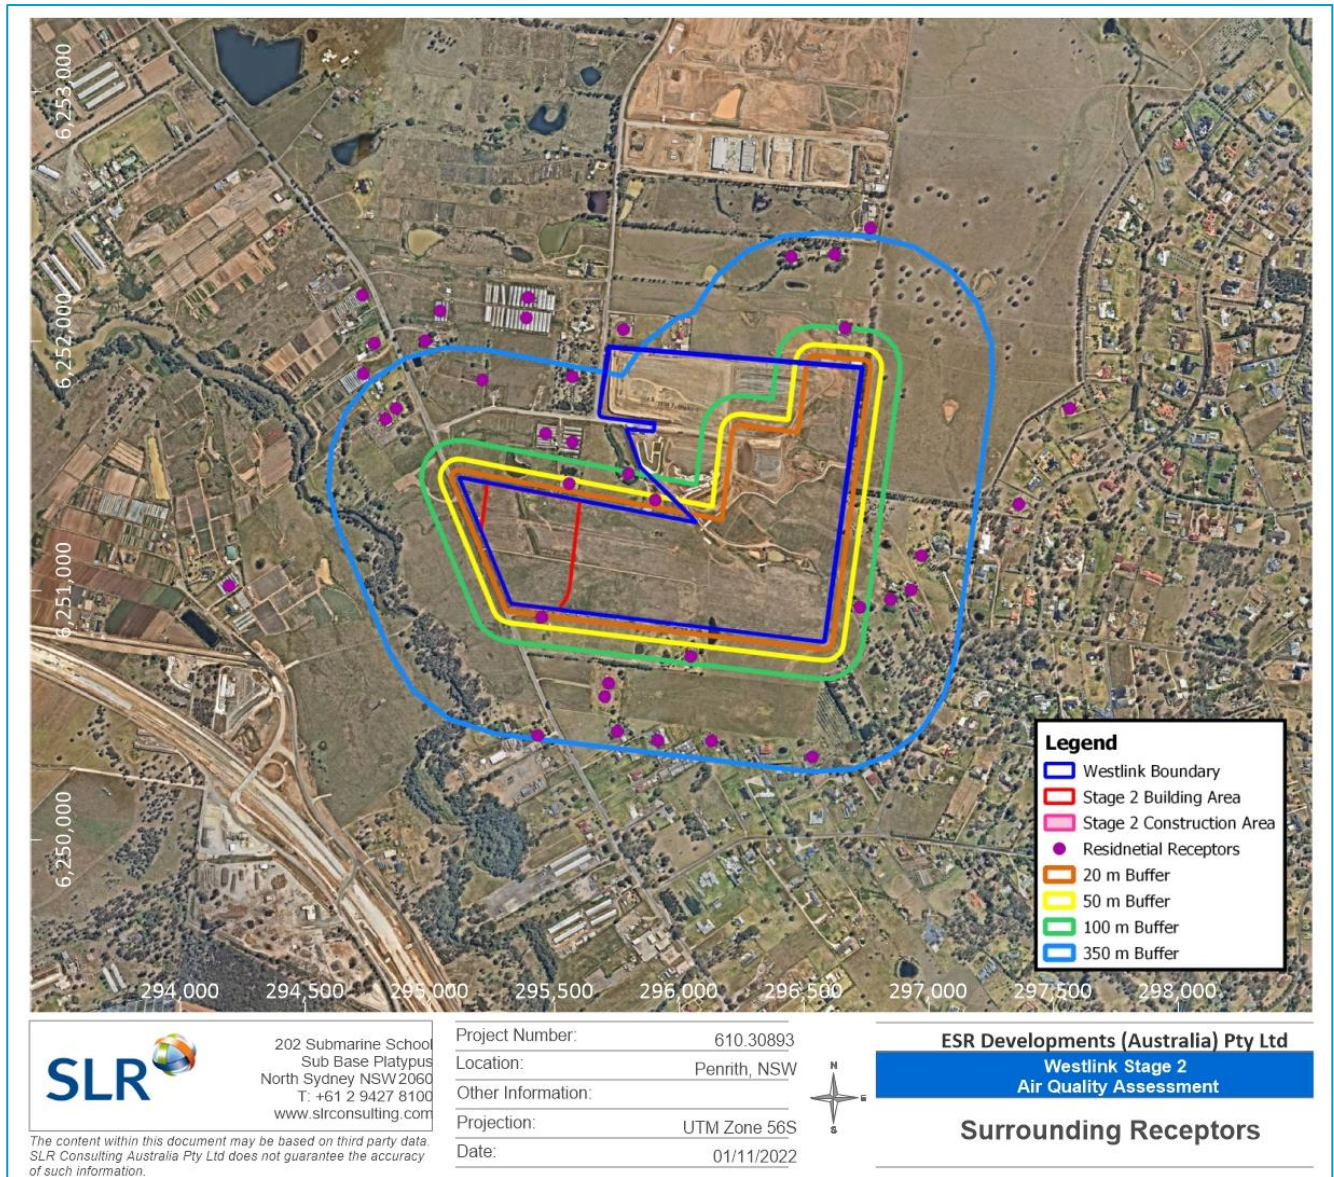 6,253,000
6,252,000
6,251,000
6,250,000
294,000 294,500 295,000 295,500 296,000 296,500 297,000 297,500 298,000
Legend
Westlink Boundary
Stage 2 Building Area
Stage 2 Construction Area
Residnetial Receptors
20 m Buffer
50 m Buffer
100 m Buffer
350 m Buffer
SLR
202 Submarine School
Sub Base Platypus
North Sydney NSW 2060
T: +61 2 9427 8100
www.slrconsulting.com
The content within this document may be based on third party data.
SLR Consulting Australia Pty Ltd does not guarantee the accuracy
of such information.
Project Number: 610.30893
Location: Penrith, NSW
Other Information:
Projection: UTM Zone 56S
Date: 01/11/2022
N
E
S
ESR Developments (Australia) Pty Ltd
Westlink Stage 2
Air Quality Assessment
Surrounding Receptors